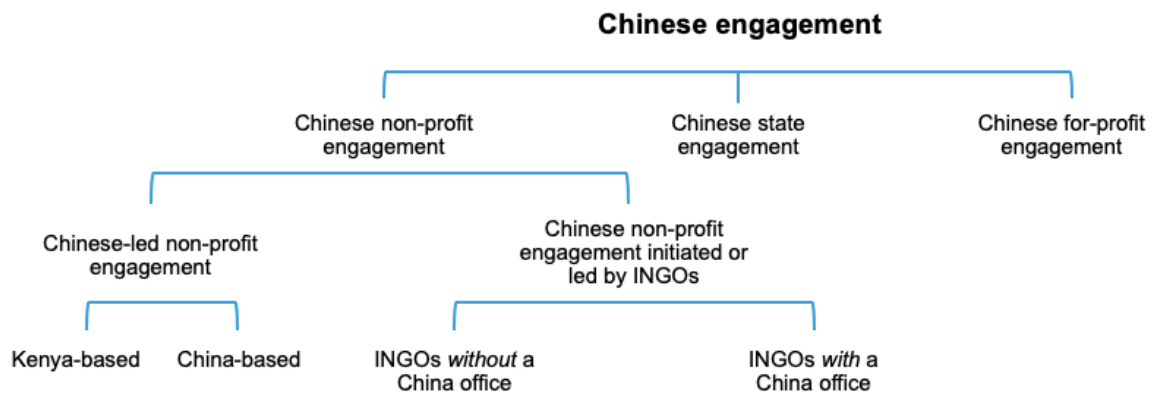 Chinese engagement
Chinese non-profit
engagement
Chinese state
engagement
Chinese for-profit
engagement
Chinese-led non-profit
engagement
Chinese non-profit
engagement initiated or
led by INGOs
Kenya-based
China-based
INGOs without a
China office
INGOs with a
China office